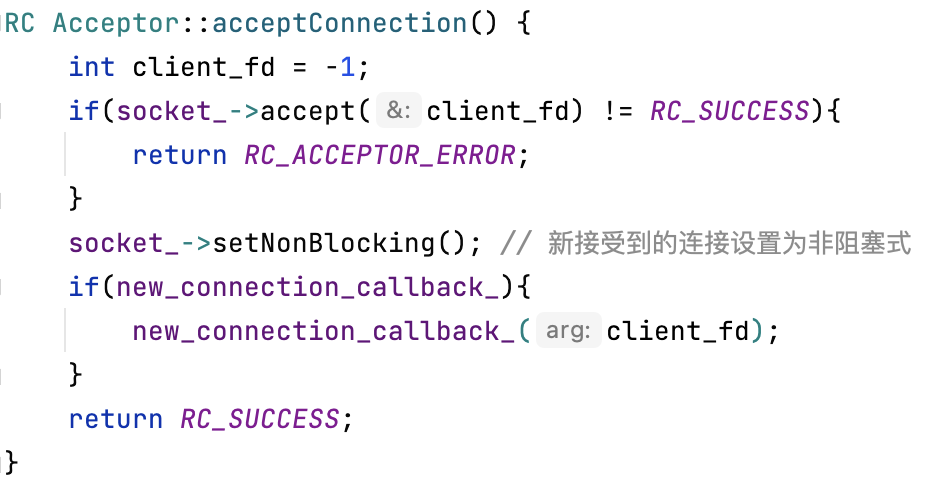 RC Acceptor::acceptConnection() {
    int client_fd = -1;
    if(socket_->accept( &: client_fd) != RC_SUCCESS){
        return RC_ACCEPTOR_ERROR;
    }
    socket_->setNonBlocking(); // 新接受到的连接设置为非阻塞式
    if(new_connection_callback_){
        new_connection_callback_( arg: client_fd);
    }
    return RC_SUCCESS;
}